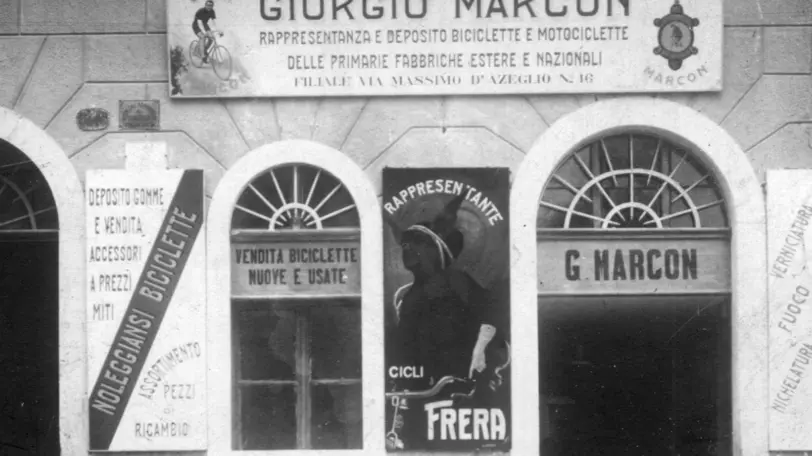 GIORGIO MARCON
RAPPRESENTANZA E DEPOSITO BICICLETTE E MOTOCICLETTE
DELLE PRIMARIE FABBRICHE ESTERE E NAZIONALI
FILIALE VIA MASSIMO D'AZEGLIO N. 16
MARCON
DEPOSITO GOMME
E VENDITA
ACCESSORI
A PREZZI
MITI
NOLEGGIANSI BICICLETTE
ASSORTIMENTO
PEZZI
DI
RICAMBIO
VENDITA BICICLETTE
NUOVE E USATE
RAPPRESENTANTE
CICLI
FRERA
G. MARCON
VERNICIATURA
A FUOCO
NICHELATURA